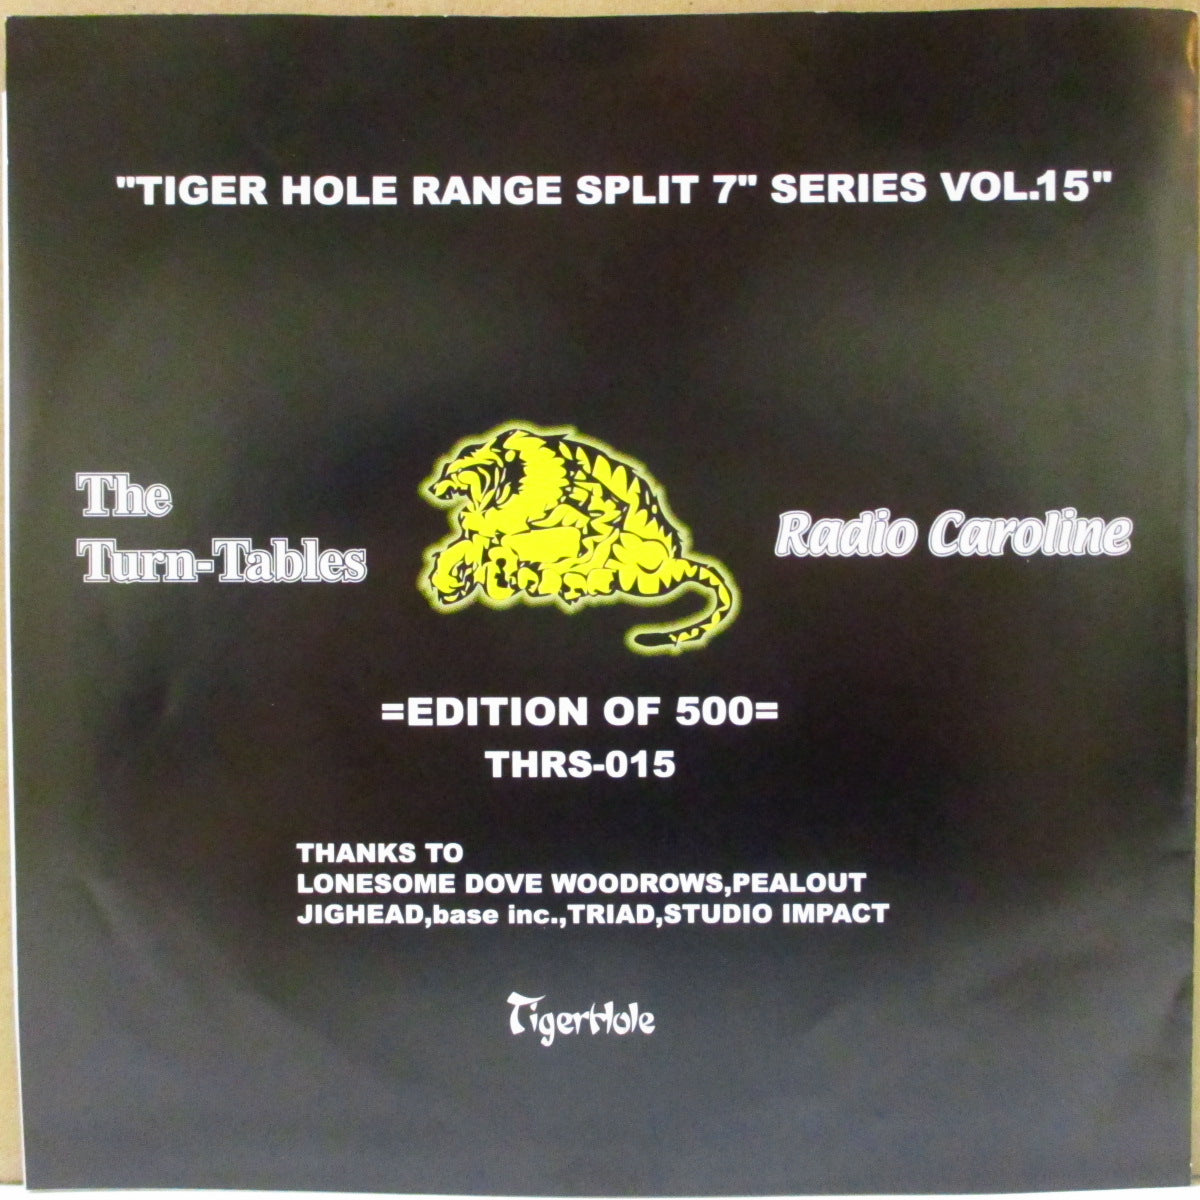 "TIGER HOLE RANGE SPLIT 7" SERIES VOL.15"
The
Turn-Tables
Radio Caroline
=EDITION OF 500=
THRS-015
THANKS TO
LONESOME DOVE WOODROWS,PEALOUT
JIGHEAD,base inc.,TRIAD,STUDIO IMPACT
TigerHole